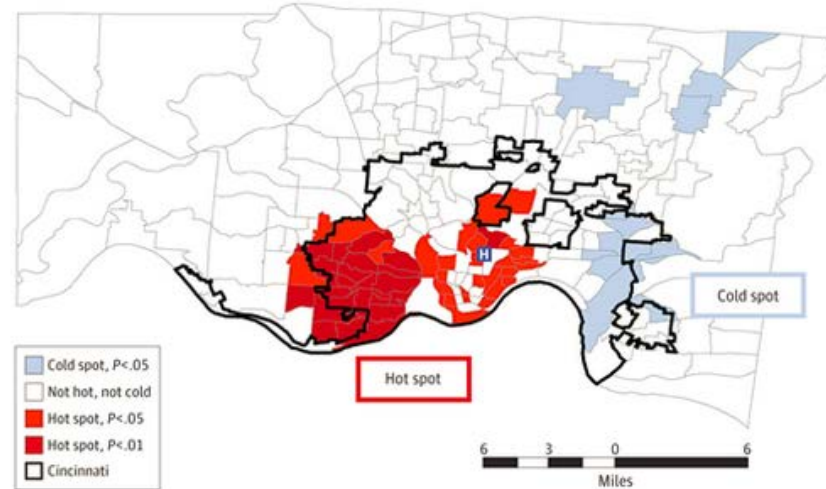 H
Cold spot
Hot spot
Cold spot, P<.05
Not hot, not cold
Hot spot, P<.05
Hot spot, P<.01
Cincinnati
6 3 0 6
Miles